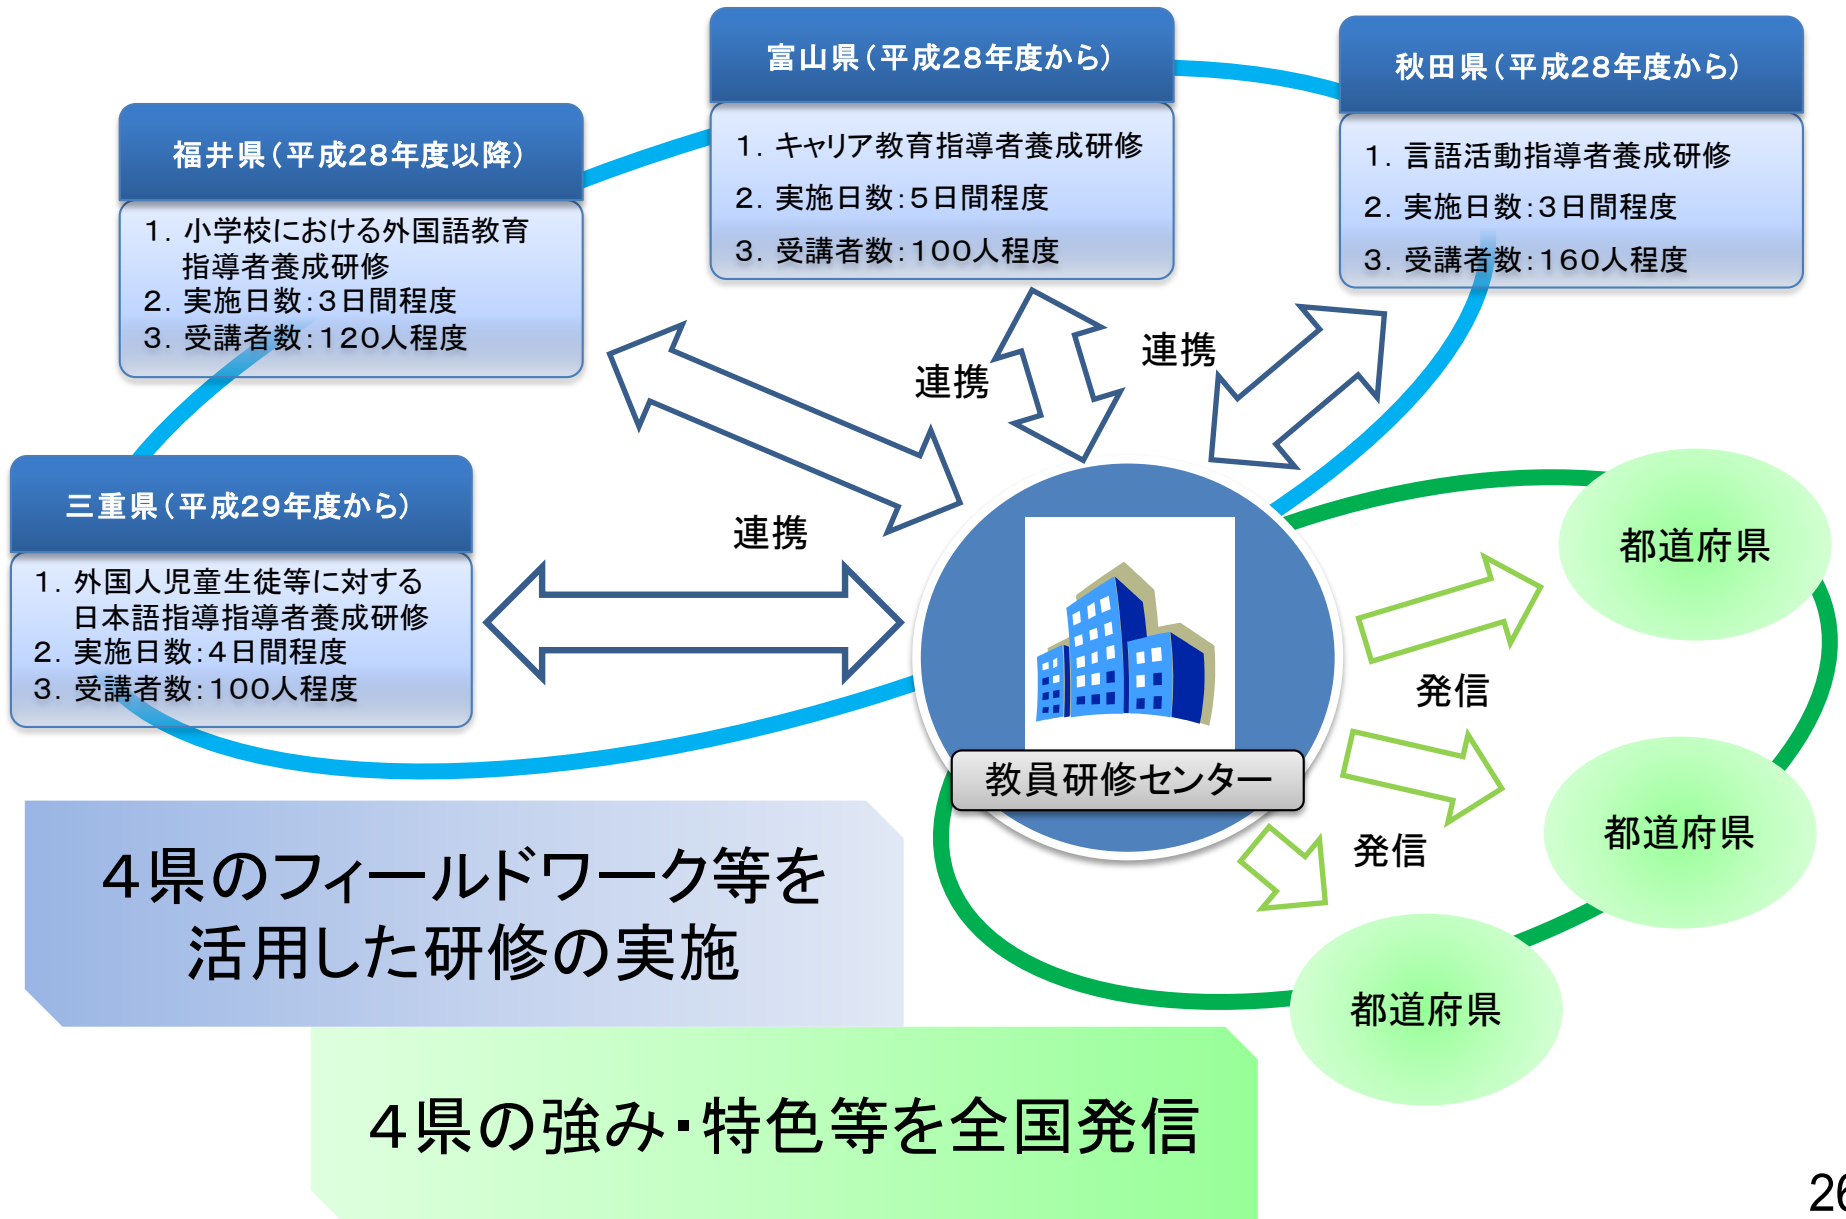 富山県（平成28年度から）
1. キャリア教育指導者養成研修
2. 実施日数：5日間程度
3. 受講者数：100人程度
秋田県（平成28年度から）
1. 言語活動指導者養成研修
2. 実施日数：3日間程度
3. 受講者数：160人程度
福井県（平成28年度以降）
1. 小学校における外国語教育
指導者養成研修
2. 実施日数：3日間程度
3. 受講者数：120人程度
三重県（平成29年度から）
1. 外国人児童生徒等に対する
日本語指導指導者養成研修
2. 実施日数：4日間程度
3. 受講者数：100人程度
連携
連携
連携
連携
教員研修センター
発信
発信
都道府県
都道府県
都道府県
4県のフィールドワーク等を
活用した研修の実施
4県の強み・特色等を全国発信
26